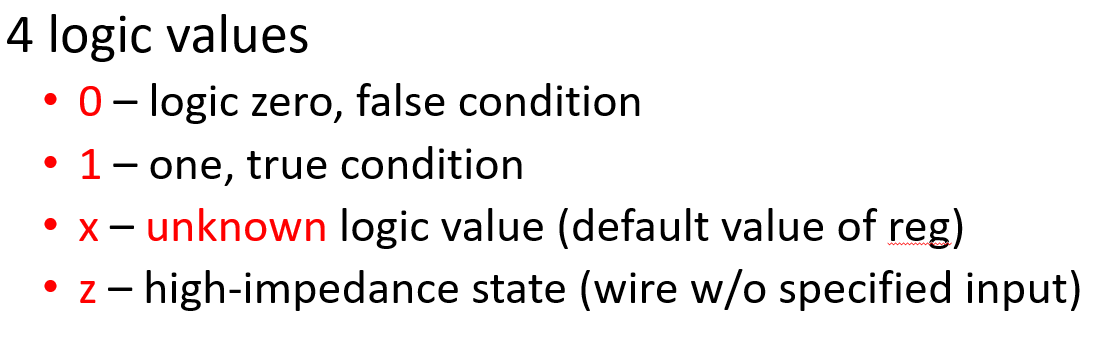 4 logic values
• 0 – logic zero, false condition
• 1 – one, true condition
• x – unknown logic value (default value of reg)
• z – high-impedance state (wire w/o specified input)